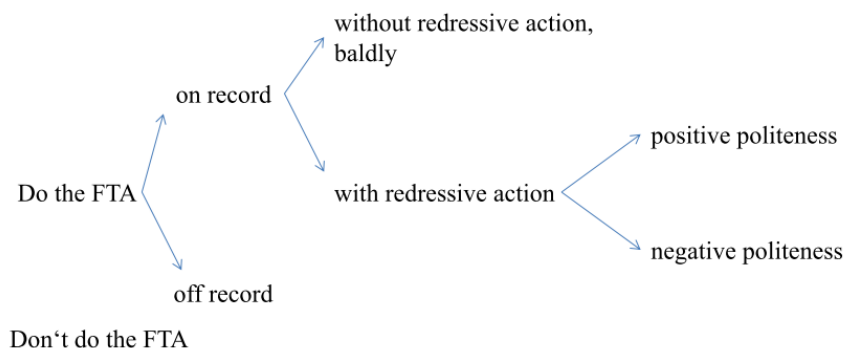 without redressive action,
baldly
on record
positive politeness
Do the FTA
with redressive action
negative politeness
off record
Don‘t do the FTA